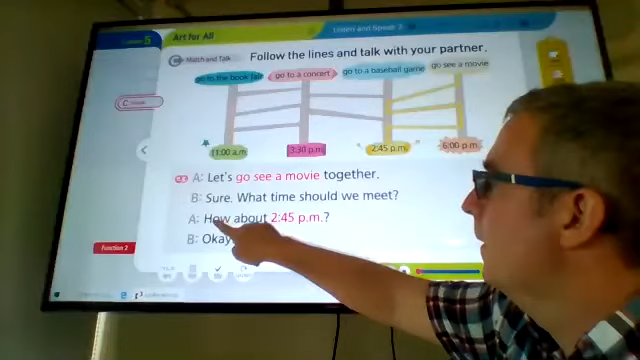 5
Art for All
Listen and Speak 2
Match and Talk
Follow the lines and talk with your partner.
go to the book fair
go to a concert
go to a baseball game
go see a movie
11:00 a.m.
3:30 p.m.
2:45 p.m.
6:00 p.m.
A: Let's go see a movie together.
B: Sure. What time should we meet?
A: How about 2:45 p.m.?
B: Okay.
Function 2